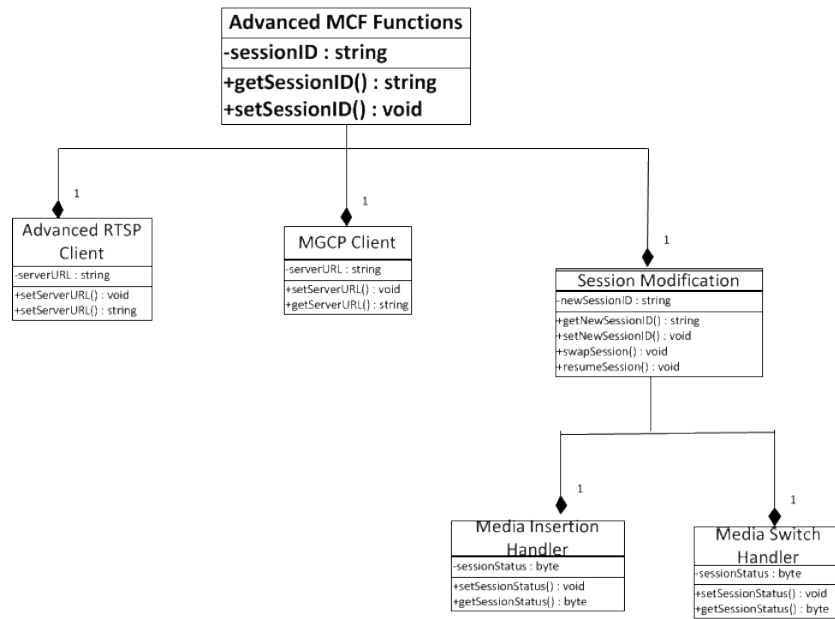 Advanced MCF Functions
-sessionID : string
+getSessionID() : string
+setSessionID() : void
1
1
1
Advanced RTSP
Client
-serverURL : string
+setServerURL() : void
+setServerURL() : string
MGCP Client
-serverURL : string
+setServerURL() : void
+getServerURL() : string
Session Modification
-newSessionID : string
+getNewSessionID() : string
+setNewSessionID() : void
+swapSession() : void
+resumeSession() : void
1
1
Media Insertion
Handler
-sessionStatus : byte
+setSessionStatus() : void
+getSessionStatus() : byte
Media Switch
Handler
-sessionStatus : byte
+setSessionStatus() : void
+getSessionStatus() : byte